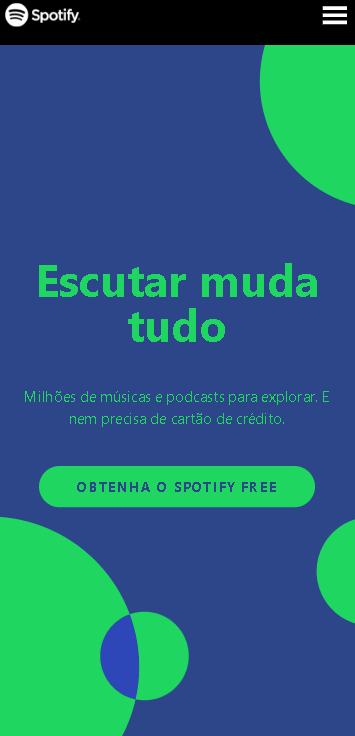 Spotify
Escutar muda
tudo
Milhões de músicas e podcasts para explorar. E
nem precisa de cartão de crédito.
OBTENHA O SPOTIFY FREE